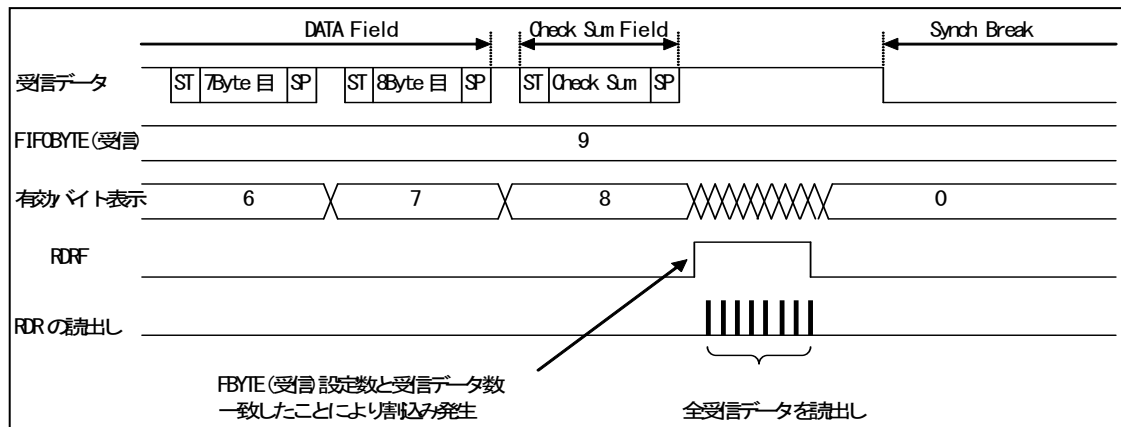 DATA Field Check Sum Field Synch Break
受信データ ST 7Byte 目 SP ST 8Byte 目 SP ST Check Sum SP
FIFOBYTE(受信) 9
有効バイト表示 6 7 8 0
RDRF
RDRの読出し
FBYTE(受信)設定数と受信データ数
一致したことにより割込み発生
全受信データを読出し